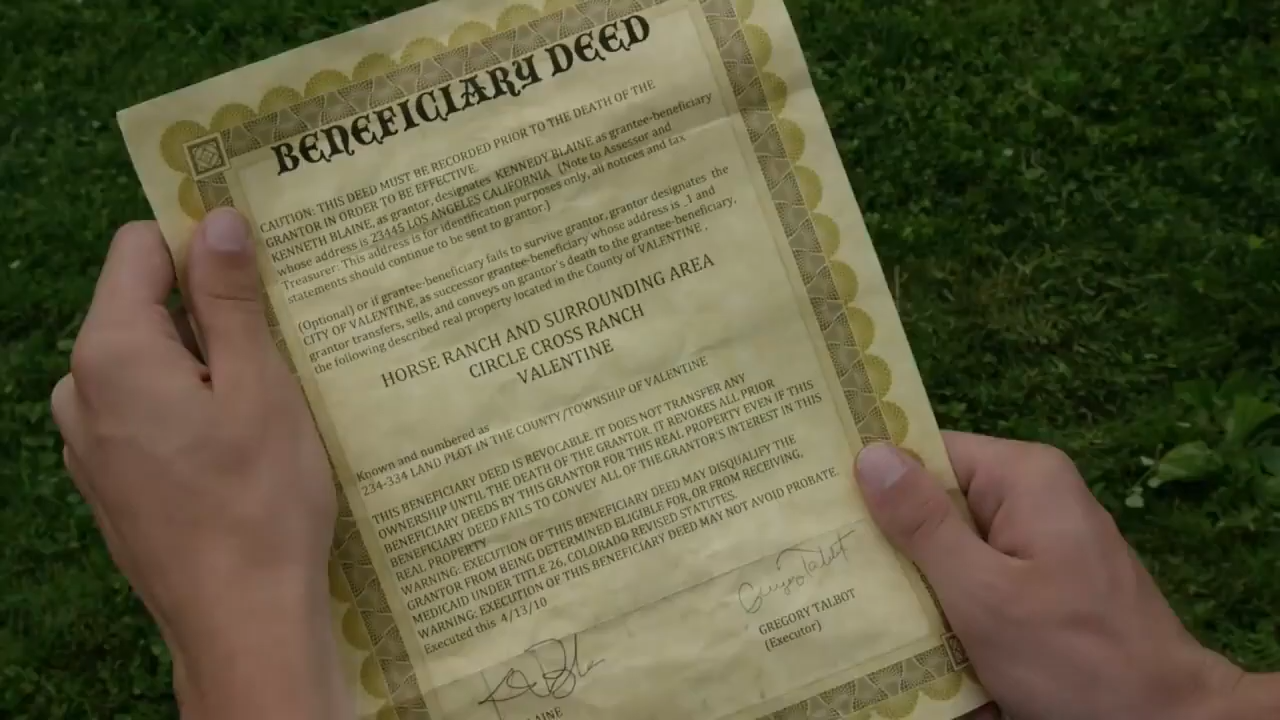 BENEFICIARY DEED
CAUTION: THIS DEED MUST BE RECORDED PRIOR TO THE DEATH OF THE
GRANTOR IN ORDER TO BE EFFECTIVE.
KENNETH BLAINE, as grantor, designates KENNEDY BLAINE as grantee-beneficiary
whose address is 23445 LOS ANGELES CALIFORNIA (Note to Assessor and
Treasurer: This address is for identification purposes only, all notices and tax
statements should continue to be sent to grantor.)
(Optional) or if grantee-beneficiary fails to survive grantor, grantor designates the
CITY OF VALENTINE, as successor grantee-beneficiary whose address is _1 and
grantor transfers, sells, and conveys on grantor's death to the grantee-beneficiary,
the following described real property located in the County of VALENTINE .
HORSE RANCH AND SURROUNDING AREA
CIRCLE CROSS RANCH
VALENTINE
Known and numbered as
234-334 LAND PLOT IN THE COUNTY/TOWNSHIP OF VALENTINE
THIS BENEFICIARY DEED IS REVOCABLE. IT DOES NOT TRANSFER ANY
OWNERSHIP UNTIL THE DEATH OF THE GRANTOR. IT REVOKES ALL PRIOR
BENEFICIARY DEEDS BY THIS GRANTOR FOR THIS REAL PROPERTY EVEN IF THIS
BENEFICIARY DEED FAILS TO CONVEY ALL OF THE GRANTOR'S INTEREST IN THIS
REAL PROPERTY
WARNING: EXECUTION OF THIS BENEFICIARY DEED MAY DISQUALIFY THE
GRANTOR FROM BEING DETERMINED ELIGIBLE FOR, OR FROM RECEIVING,
MEDICAID UNDER TITLE 26, COLORADO REVISED STATUTES.
WARNING: EXECUTION OF THIS BENEFICIARY DEED MAY NOT AVOID PROBATE.
Executed this 4/13/10
Gregory Talbot
GREGORY TALBOT
(Executor)
LAINE